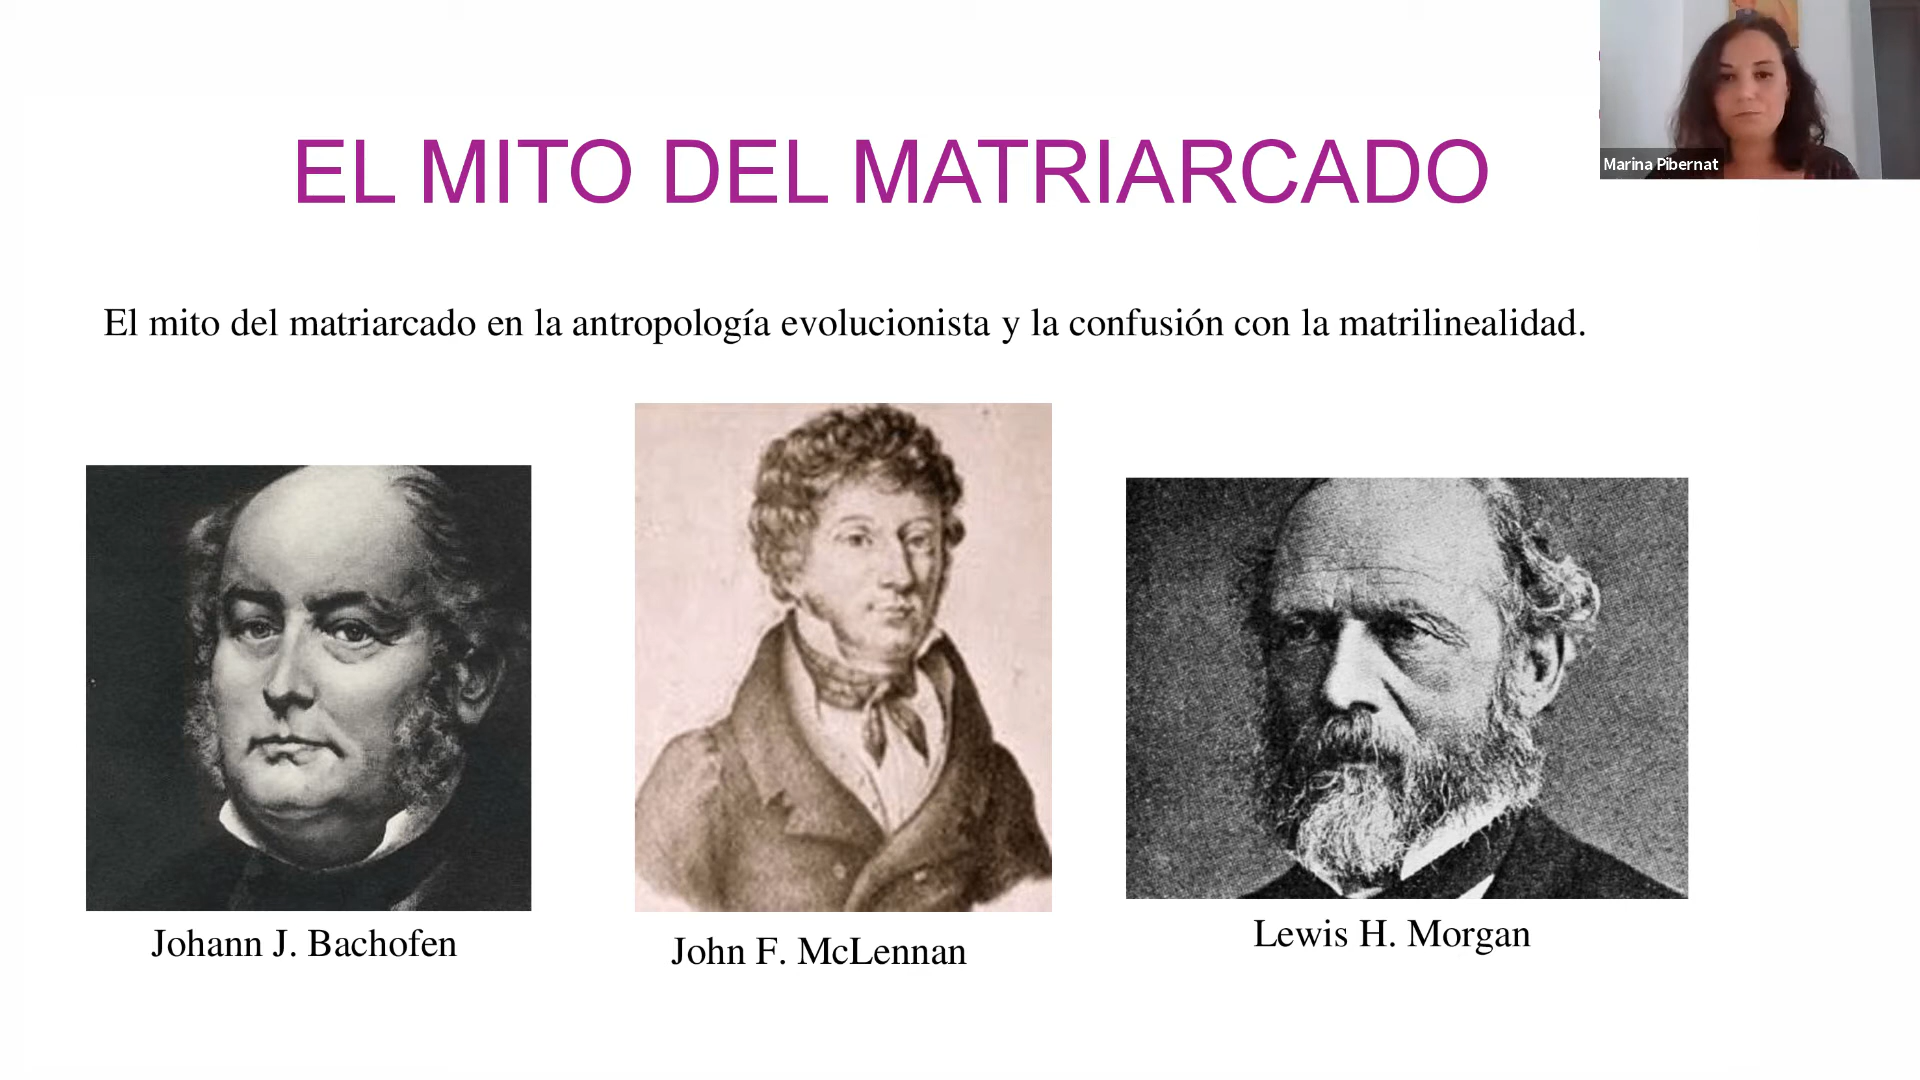 EL MITO DEL MATRIARCADO
Marina Pibernat
El mito del matriarcado en la antropología evolucionista y la confusión con la matrilinealidad.
Johann J. Bachofen
John F. McLennan
Lewis H. Morgan